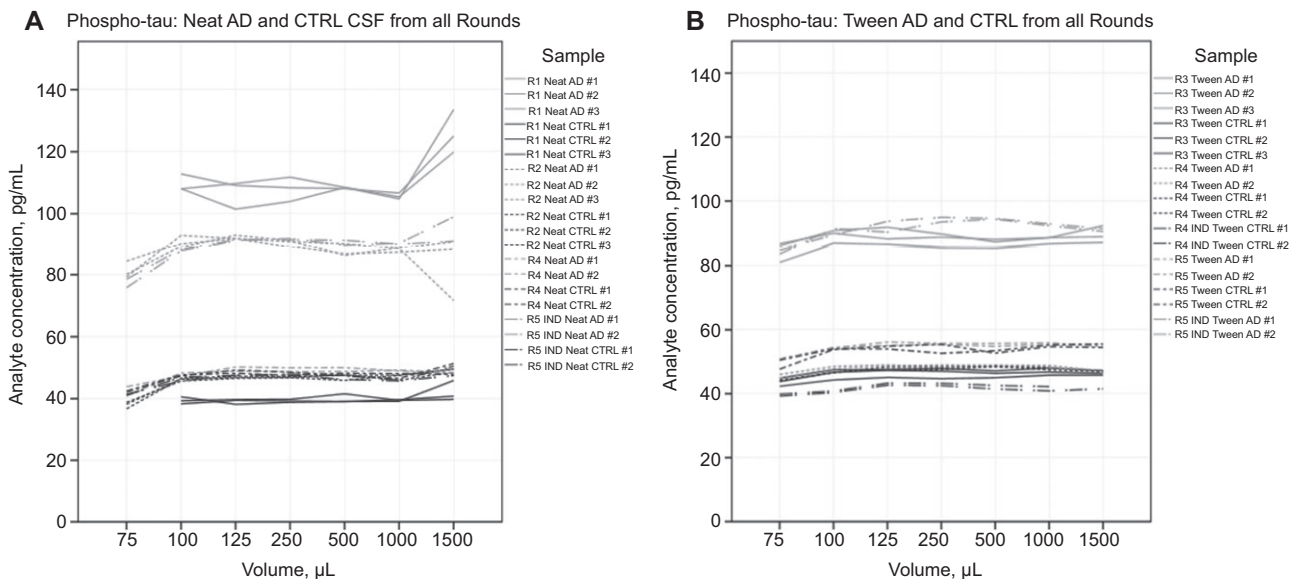 A Phospho-tau: Neat AD and CTRL CSF from all Rounds
Analyte concentration, pg/mL
140
120
100
80
60
40
20
0
75 100 125 250 500 1000 1500
Volume, µL
Sample
R1 Neat AD #1
R1 Neat AD #2
R1 Neat AD #3
R1 Neat CTRL #1
R1 Neat CTRL #2
R1 Neat CTRL #3
R2 Neat AD #1
R2 Neat AD #2
R2 Neat AD #3
R2 Neat CTRL #1
R2 Neat CTRL #2
R2 Neat CTRL #3
R4 Neat AD #1
R4 Neat AD #2
R4 Neat CTRL #1
R4 Neat CTRL #2
R5 IND Neat AD #1
R5 IND Neat AD #2
R5 IND Neat CTRL #1
R5 IND Neat CTRL #2
B Phospho-tau: Tween AD and CTRL from all Rounds
Analyte concentration, pg/mL
140
120
100
80
60
40
20
0
75 100 125 250 500 1000 1500
Volume, µL
Sample
R3 Tween AD #1
R3 Tween AD #2
R3 Tween AD #3
R3 Tween CTRL #1
R3 Tween CTRL #2
R3 Tween CTRL #3
R4 Tween AD #1
R4 Tween AD #2
R4 Tween CTRL #1
R4 Tween CTRL #2
R4 IND Tween CTRL #1
R4 IND Tween CTRL #2
R5 Tween AD #1
R5 Tween AD #2
R5 Tween CTRL #1
R5 Tween CTRL #2
R5 IND Tween AD #1
R5 IND Tween AD #2